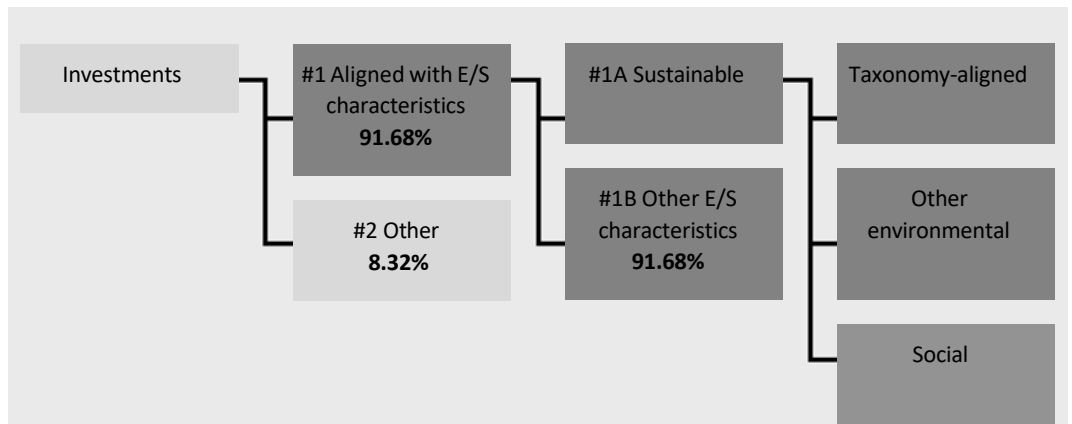 Investments
#1 Aligned with E/S
characteristics
91.68%
#2 Other
8.32%
#1A Sustainable
#1B Other E/S
characteristics
91.68%
Taxonomy-aligned
Other
environmental
Social